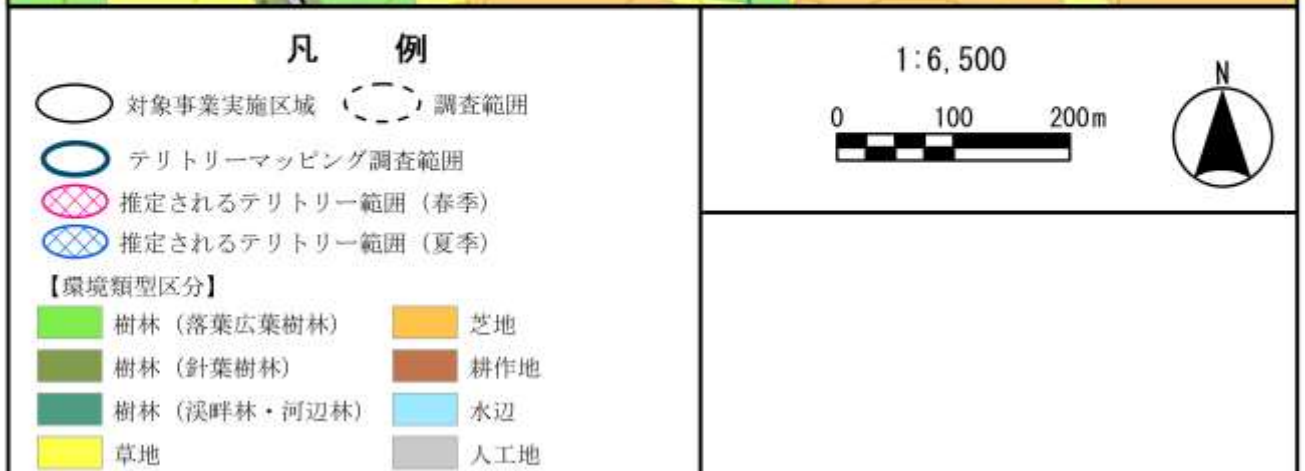 凡 例
対象事業実施区域 調査範囲
テリトリーマッピング調査範囲
推定されるテリトリー範囲（春季）
推定されるテリトリー範囲（夏季）
【環境類型区分】
樹林（落葉広葉樹林） 芝地
樹林（針葉樹林） 耕作地
樹林（渓畔林・河辺林） 水辺
草地 人工地
1:6,500
N
0 100 200m